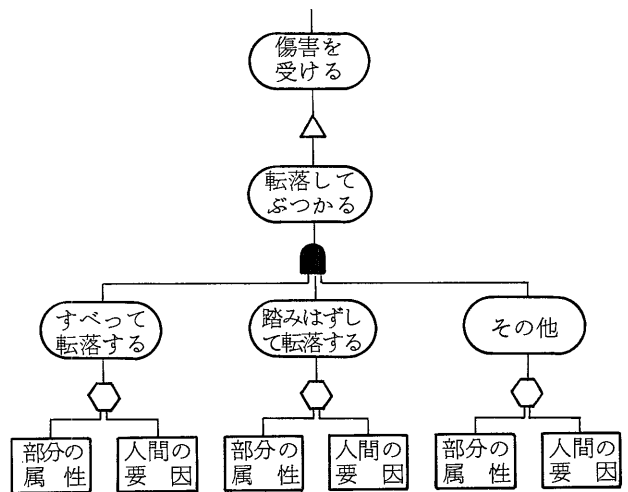 傷害を
受ける
転落して
ぶつかる
すべって
転落する
踏みはずし
て転落する
その他
部分の
属性
人間の
要因
部分の
属性
人間の
要因
部分の
属性
人間の
要因